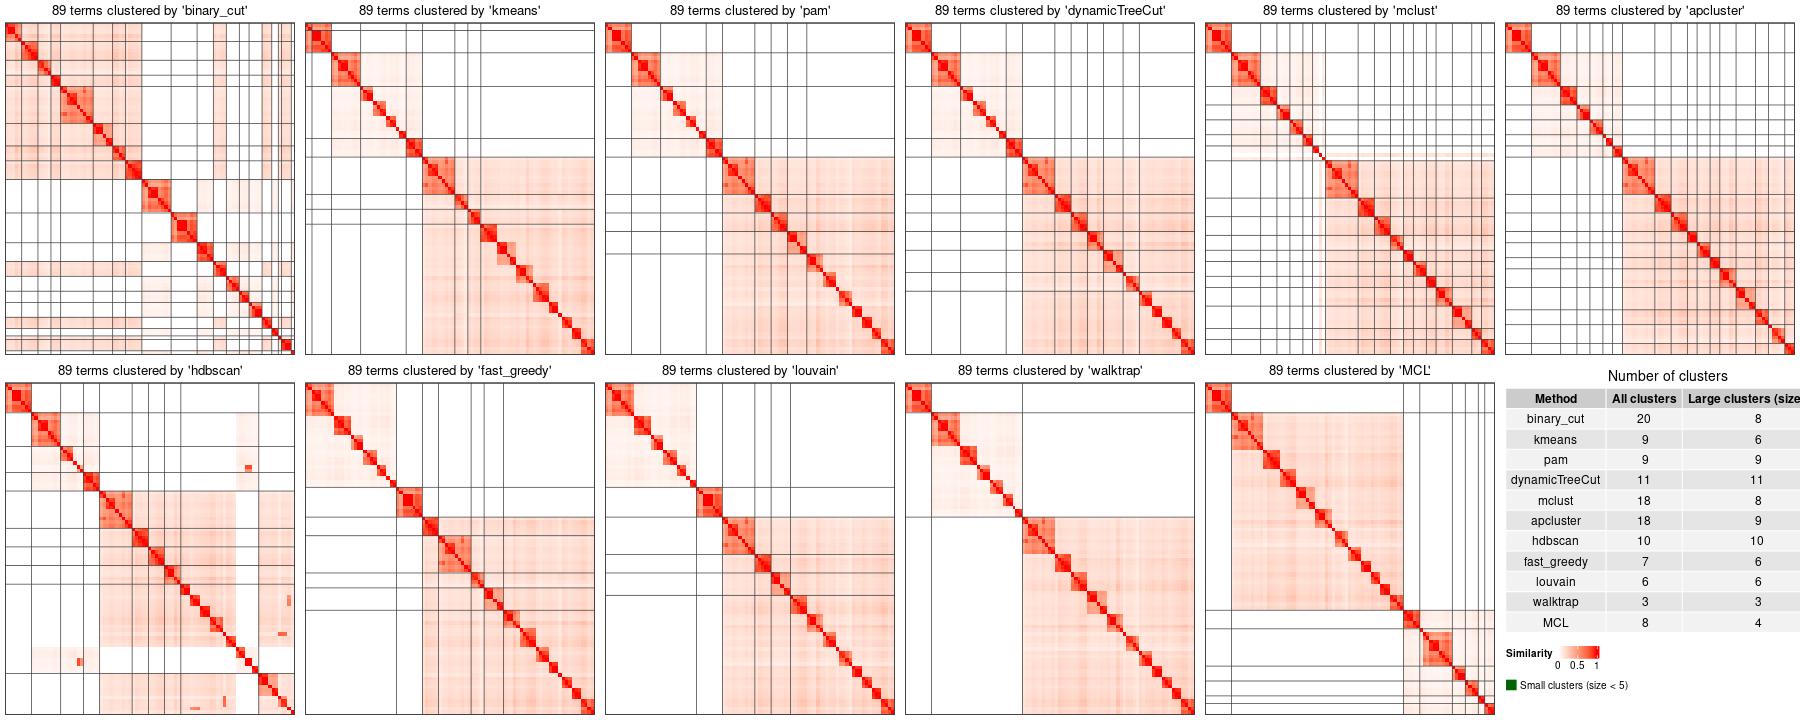 89 terms clustered by 'binary_cut'
89 terms clustered by 'kmeans'
89 terms clustered by 'pam'
89 terms clustered by 'dynamicTreeCut'
89 terms clustered by 'mclust'
89 terms clustered by 'apcluster'
89 terms clustered by 'hdbscan'
89 terms clustered by 'fast_greedy'
89 terms clustered by 'louvain'
89 terms clustered by 'walktrap'
89 terms clustered by 'MCL'
Number of clusters
Method All clusters Large clusters (size
binary_cut 20 8
kmeans 9 6
pam 9 9
dynamicTreeCut 11 11
mclust 18 8
apcluster 18 9
hdbscan 10 10
fast_greedy 7 6
louvain 6 6
walktrap 3 3
MCL 8 4
Similarity
0 0.5 1
Small clusters (size < 5)